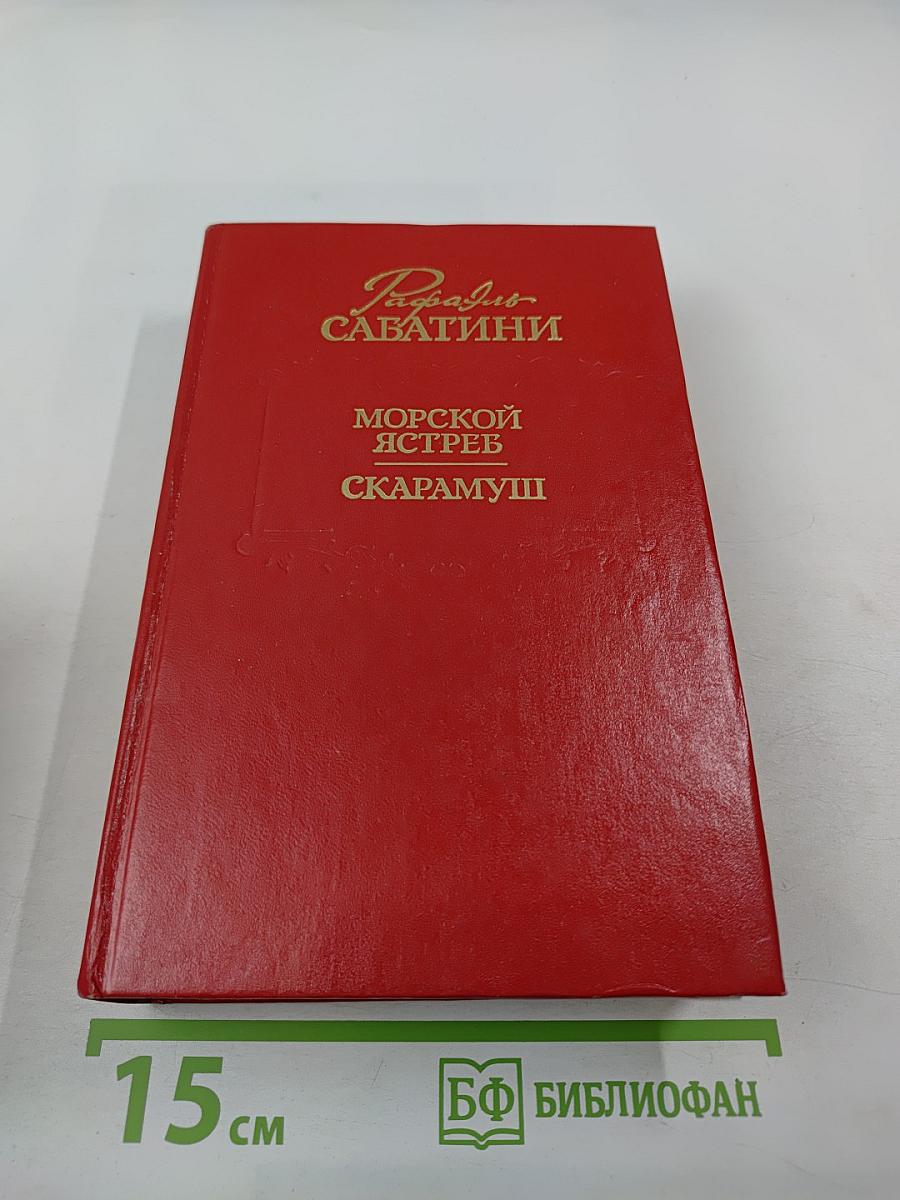 Рафаэль
САБАТИНИ
МОРСКОЙ
ЯСТРЕБ
СКАРАМУШ
15 см
БФ БИБЛИОФАН